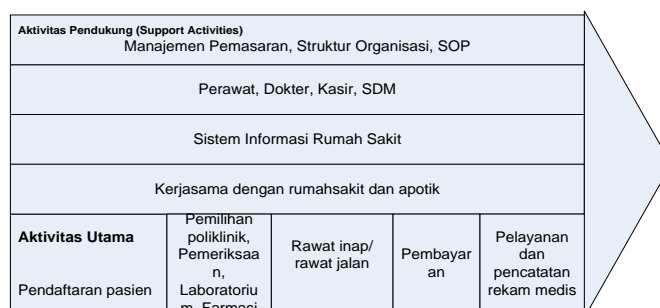 Aktivitas Pendukung (Support Activities)
Manajemen Pemasaran, Struktur Organisasi, SOP
Perawat, Dokter, Kasir, SDM
Sistem Informasi Rumah Sakit
Kerjasama dengan rumahsakit dan apotik
Aktivitas Utama
Pendaftaran pasien
Pemilihan
poliklinik,
Pemeriksaa
n,
Laboratoriu
m, Farmasi
Rawat inap/
rawat jalan
Pembayar
an
Pelayanan
dan
pencatatan
rekam medis